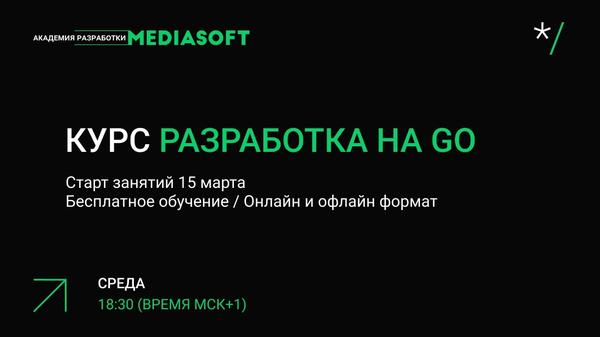 АКАДЕМИЯ РАЗРАБОТКИ MEDIASOFT
*/
КУРС РАЗРАБОТКА НА GO
Старт занятий 15 марта
Бесплатное обучение / Онлайн и офлайн формат
СРЕДА
18:30 (ВРЕМЯ МСК+1)